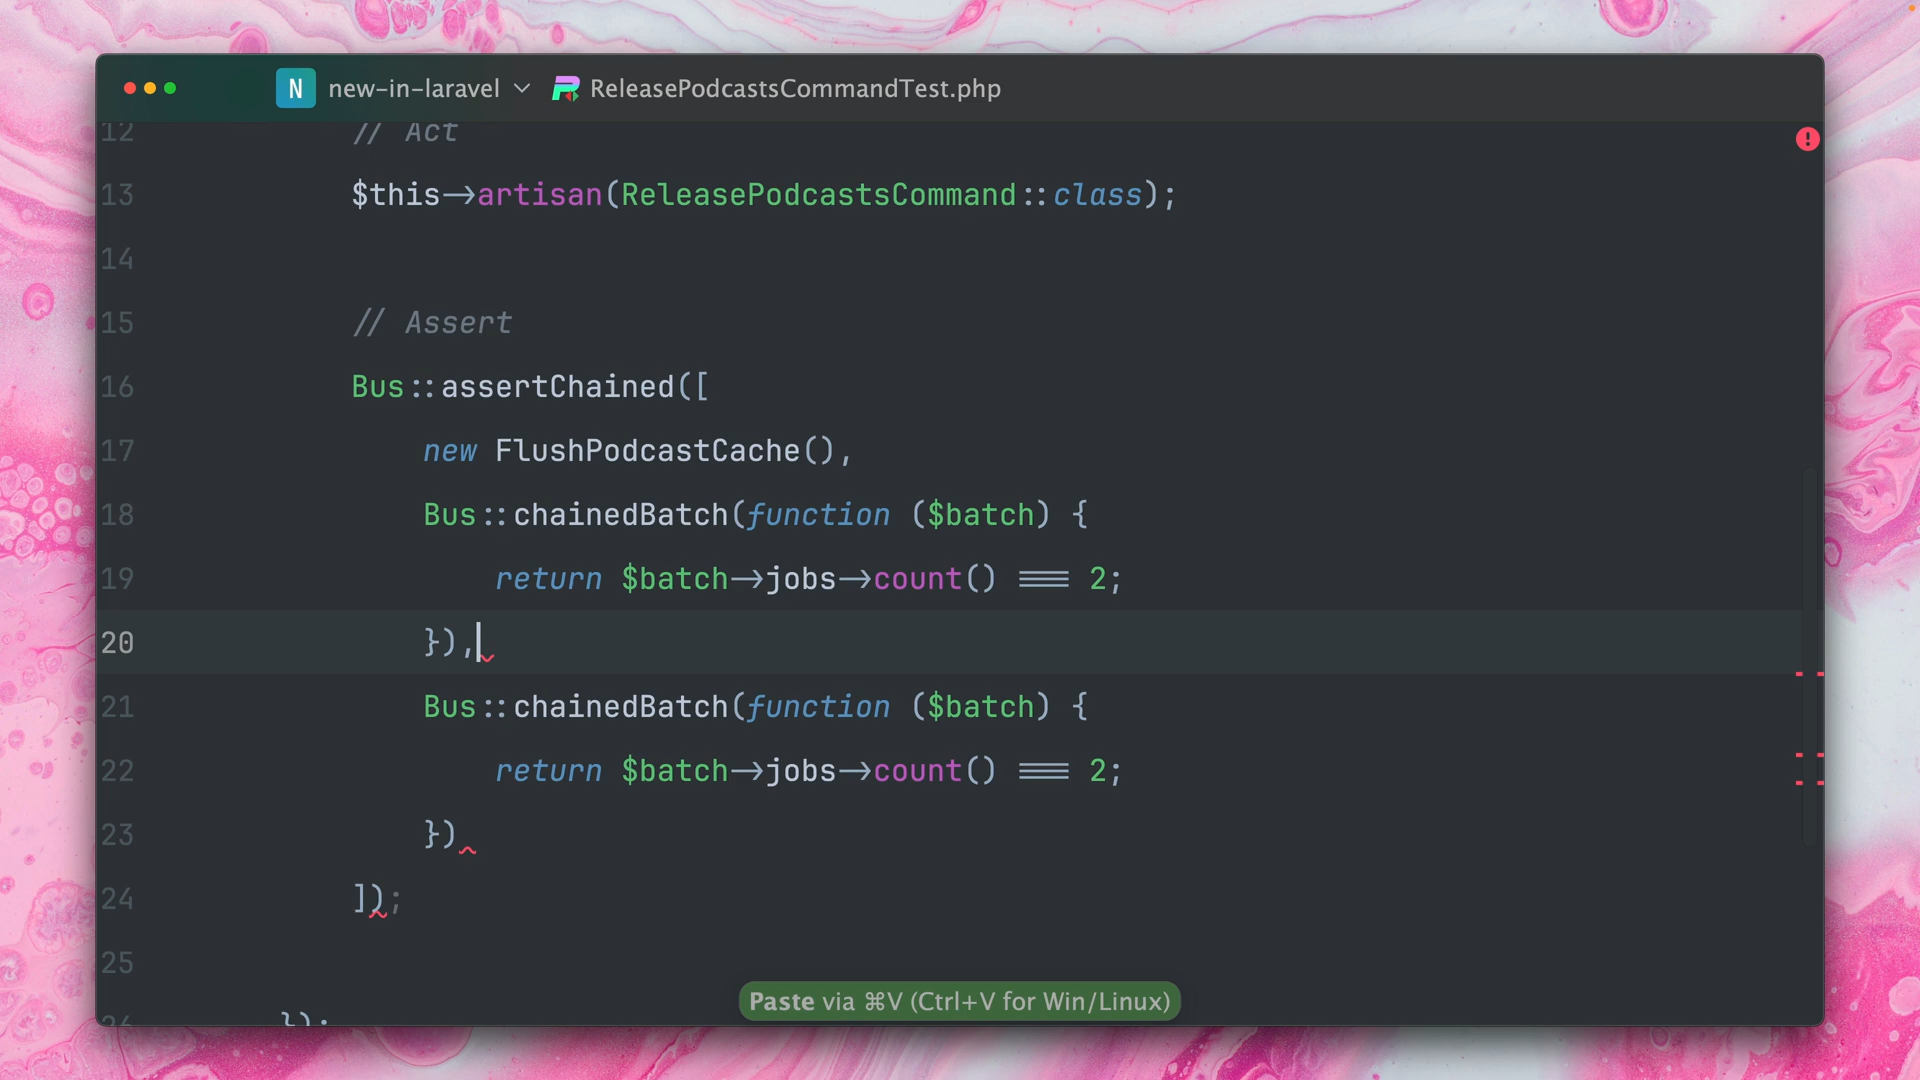 N new-in-laravel ReleasePodcastsCommandTest.php
12 // Act
13 $this->artisan(ReleasePodcastsCommand::class);
14
15 // Assert
16 Bus::assertChained([
17 new FlushPodcastCache(),
18 Bus::chainedBatch(function ($batch) {
19 return $batch->jobs->count() === 2;
20 }),
21 Bus::chainedBatch(function ($batch) {
22 return $batch->jobs->count() === 2;
23 })
24 ]);
25
26 });
Paste via ⌘V (Ctrl+V for Win/Linux)